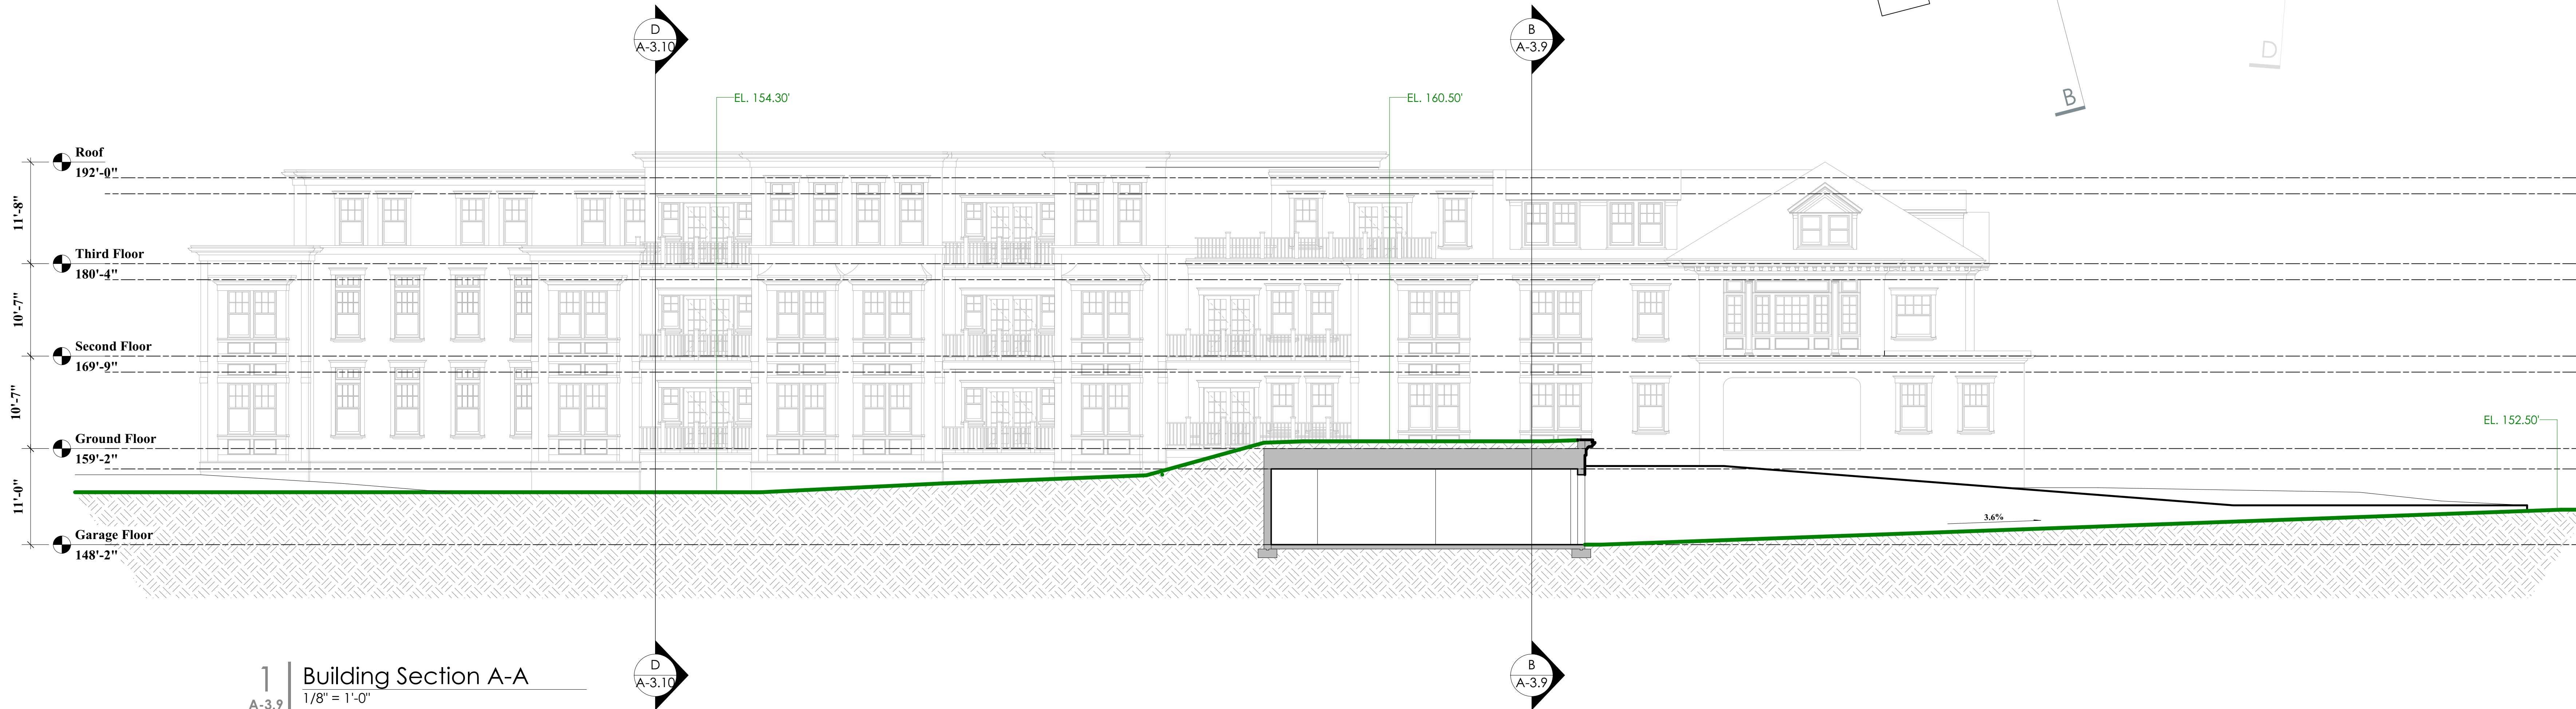 D
A-3.10
B
A-3.9
D
B
EL. 154.30'
EL. 160.50'
Roof
192'-0"
11'-8"
Third Floor
180'-4"
10'-7"
Second Floor
169'-9"
10'-7"
Ground Floor
159'-2"
EL. 152.50'
11'-0"
3.6%
Garage Floor
148'-2"
D
A-3.10
B
A-3.9
1
A-3.9
Building Section A-A
1/8" = 1'-0"